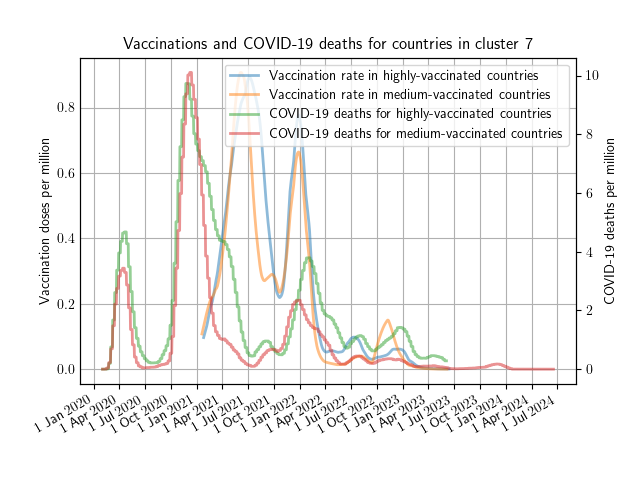 Vaccinations and COVID-19 deaths for countries in cluster 7
Vaccination rate in highly-vaccinated countries
Vaccination rate in medium-vaccinated countries
COVID-19 deaths for highly-vaccinated countries
COVID-19 deaths for medium-vaccinated countries
Vaccination doses per million
0.8
0.6
0.4
0.2
0.0
10
8
6
4
2
0
COVID-19 deaths per million
1 Jan 2020
1 Apr 2020
1 Jul 2020
1 Oct 2020
1 Jan 2021
1 Apr 2021
1 Jul 2021
1 Oct 2021
1 Jan 2022
1 Apr 2022
1 Jul 2022
1 Oct 2022
1 Jan 2023
1 Apr 2023
1 Jul 2023
1 Oct 2023
1 Jan 2024
1 Apr 2024
1 Jul 2024